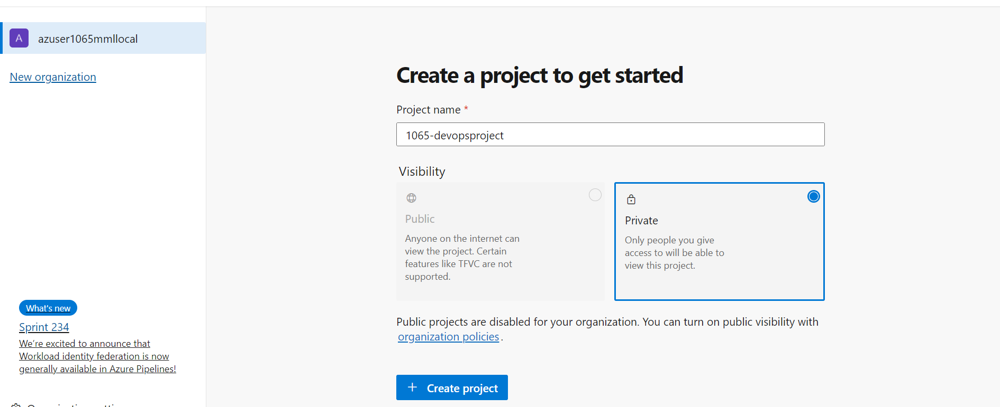 A
azuser1065mmllocal
New organization
What's new
Sprint 234
We're excited to announce that
Workload identity federation is now
generally available in Azure Pipelines!
Create a project to get started
Project name *
1065-devopsproject
Visibility
Public
Anyone on the internet can
view the project. Certain
features like TFVC are not
supported.
Private
Only people you give
access to will be able to
view this project.
Public projects are disabled for your organization. You can turn on public visibility with
organization policies.
+ Create project